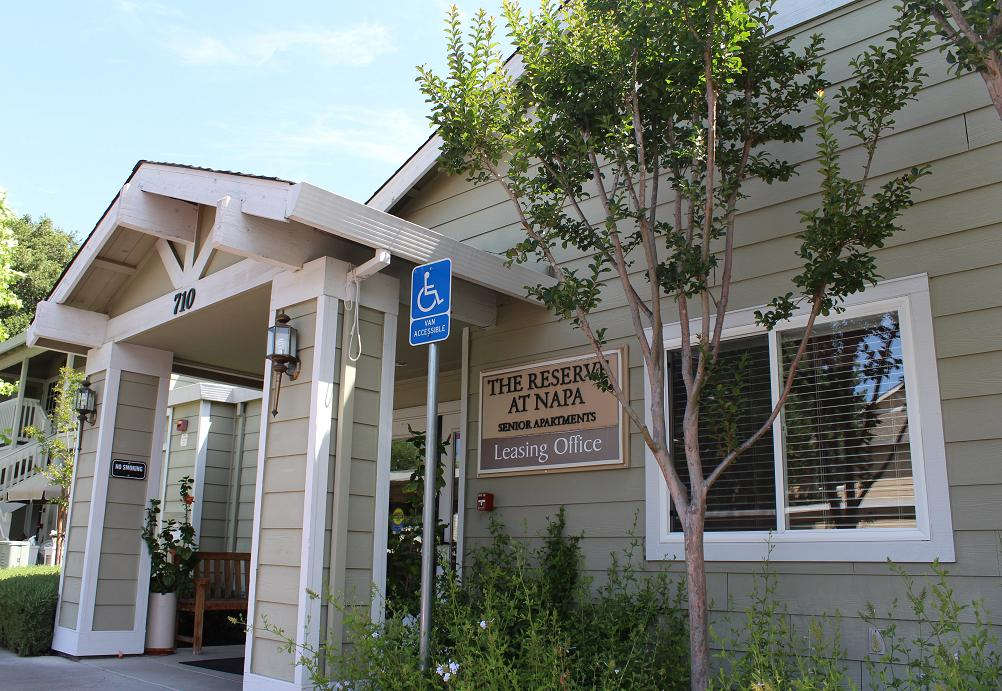 710
VAN
ACCESSIBLE
NO SMOKING
THE RESERVE
AT NAPA
SENIOR APARTMENTS
Leasing Office